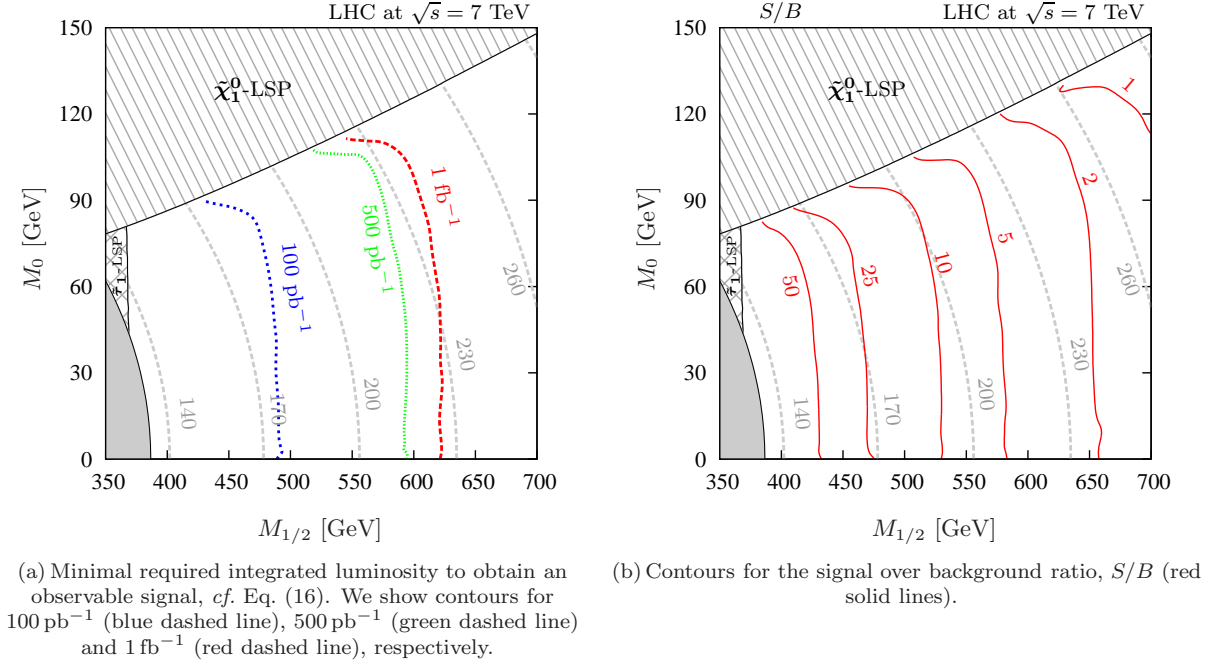 LHC at √s = 7 TeV
150
120
90
60
30
0
M₀ [GeV]
χ̃⁰₁-LSP
τ̃₁-LSP
100 pb⁻¹
500 pb⁻¹
1 fb⁻¹
140
170
200
230
260
350 400 450 500 550 600 650 700
M₁/₂ [GeV]
(a) Minimal required integrated luminosity to obtain an
observable signal, cf. Eq. (16). We show contours for
100 pb⁻¹ (blue dashed line), 500 pb⁻¹ (green dashed line)
and 1 fb⁻¹ (red dashed line), respectively.
S/B LHC at √s = 7 TeV
150
120
90
60
30
0
M₀ [GeV]
χ̃⁰₁-LSP
τ̃₁-LSP
50
25
10
5
2
1
140
170
200
230
260
350 400 450 500 550 600 650 700
M₁/₂ [GeV]
(b) Contours for the signal over background ratio, S/B (red
solid lines).